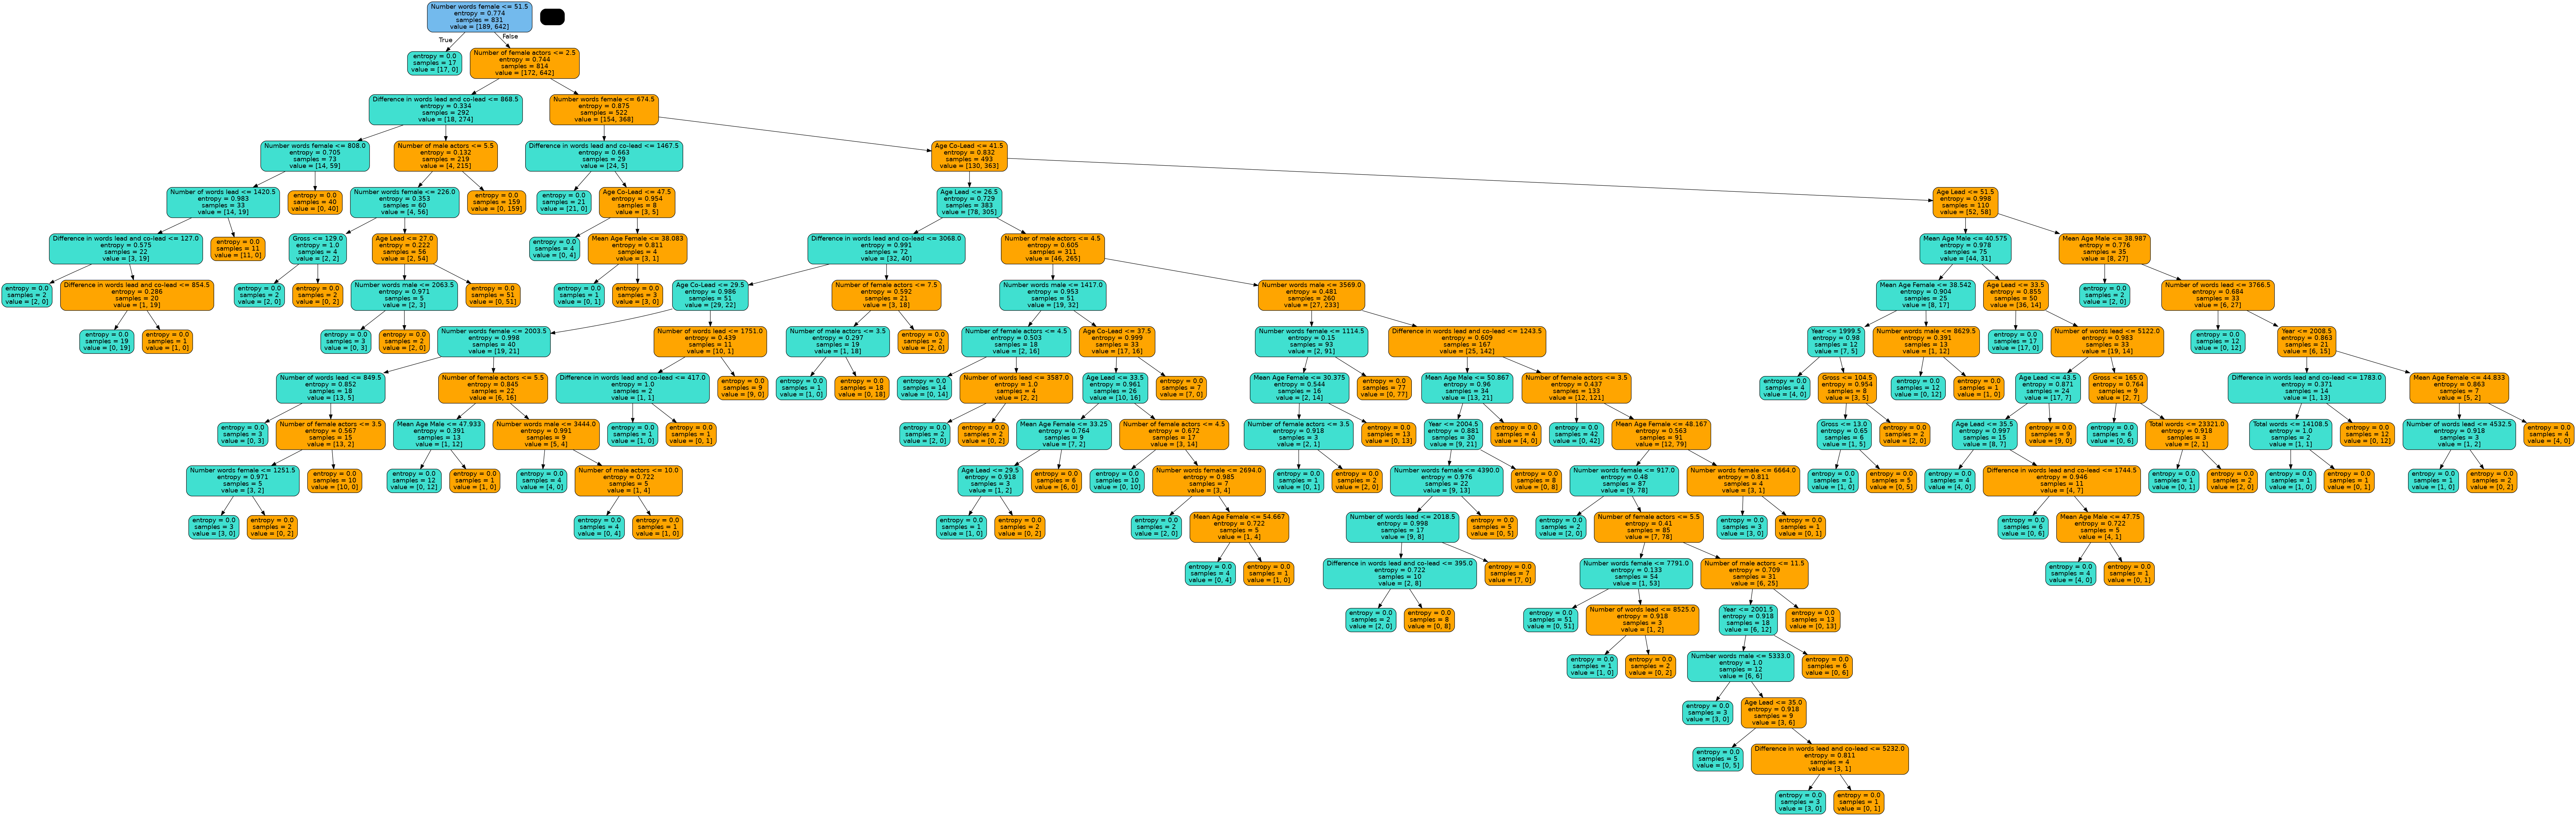 Number words female <= 51.5
entropy = 0.774
samples = 831
value = [189, 642]
True
False
entropy = 0.0
samples = 17
value = [17, 0]
Number of female actors <= 2.5
entropy = 0.744
samples = 814
value = [172, 642]
Difference in words lead and co-lead <= 868.5
entropy = 0.334
samples = 292
value = [18, 274]
Number words female <= 674.5
entropy = 0.875
samples = 522
value = [154, 368]
Number words female <= 808.0
entropy = 0.705
samples = 73
value = [14, 59]
Number of male actors <= 5.5
entropy = 0.132
samples = 219
value = [4, 215]
Difference in words lead and co-lead <= 1467.5
entropy = 0.663
samples = 29
value = [24, 5]
Age Co-Lead <= 41.5
entropy = 0.832
samples = 493
value = [130, 363]
Number of words lead <= 1420.5
entropy = 0.983
samples = 33
value = [14, 19]
entropy = 0.0
samples = 40
value = [0, 40]
Number words female <= 226.0
entropy = 0.353
samples = 60
value = [4, 56]
entropy = 0.0
samples = 159
value = [0, 159]
entropy = 0.0
samples = 21
value = [21, 0]
Age Co-Lead <= 47.5
entropy = 0.954
samples = 8
value = [3, 5]
Age Lead <= 26.5
entropy = 0.729
samples = 383
value = [78, 305]
Age Lead <= 51.5
entropy = 0.998
samples = 110
value = [52, 58]
Difference in words lead and co-lead <= 127.0
entropy = 0.575
samples = 22
value = [3, 19]
entropy = 0.0
samples = 11
value = [11, 0]
Gross <= 129.0
entropy = 1.0
samples = 4
value = [2, 2]
Age Lead <= 27.0
entropy = 0.222
samples = 56
value = [2, 54]
entropy = 0.0
samples = 4
value = [0, 4]
Mean Age Female <= 38.083
entropy = 0.811
samples = 4
value = [3, 1]
Difference in words lead and co-lead <= 3068.0
entropy = 0.991
samples = 72
value = [32, 40]
Number of male actors <= 4.5
entropy = 0.605
samples = 311
value = [46, 265]
Mean Age Male <= 40.575
entropy = 0.978
samples = 75
value = [44, 31]
Mean Age Male <= 38.987
entropy = 0.776
samples = 35
value = [8, 27]
entropy = 0.0
samples = 2
value = [2, 0]
Difference in words lead and co-lead <= 854.5
entropy = 0.286
samples = 20
value = [1, 19]
entropy = 0.0
samples = 2
value = [2, 0]
entropy = 0.0
samples = 2
value = [0, 2]
Number words male <= 2063.5
entropy = 0.971
samples = 5
value = [2, 3]
entropy = 0.0
samples = 51
value = [0, 51]
entropy = 0.0
samples = 1
value = [0, 1]
entropy = 0.0
samples = 3
value = [3, 0]
Age Co-Lead <= 29.5
entropy = 0.986
samples = 51
value = [29, 22]
Number of female actors <= 7.5
entropy = 0.592
samples = 21
value = [3, 18]
Number words male <= 1417.0
entropy = 0.953
samples = 51
value = [19, 32]
Number words male <= 3569.0
entropy = 0.481
samples = 260
value = [27, 233]
Mean Age Female <= 38.542
entropy = 0.904
samples = 25
value = [8, 17]
Age Lead <= 33.5
entropy = 0.855
samples = 50
value = [36, 14]
entropy = 0.0
samples = 2
value = [2, 0]
Number of words lead <= 3766.5
entropy = 0.684
samples = 33
value = [6, 27]
entropy = 0.0
samples = 19
value = [0, 19]
entropy = 0.0
samples = 1
value = [1, 0]
entropy = 0.0
samples = 3
value = [0, 3]
entropy = 0.0
samples = 2
value = [2, 0]
Number words female <= 2003.5
entropy = 0.998
samples = 40
value = [19, 21]
Number of words lead <= 1751.0
entropy = 0.439
samples = 11
value = [10, 1]
Number of male actors <= 3.5
entropy = 0.297
samples = 19
value = [1, 18]
entropy = 0.0
samples = 2
value = [2, 0]
Number of female actors <= 4.5
entropy = 0.503
samples = 18
value = [2, 16]
Age Co-Lead <= 37.5
entropy = 0.999
samples = 33
value = [17, 16]
Number words female <= 1114.5
entropy = 0.15
samples = 93
value = [2, 91]
Difference in words lead and co-lead <= 1243.5
entropy = 0.609
samples = 167
value = [25, 142]
Year <= 1999.5
entropy = 0.98
samples = 12
value = [7, 5]
Number words male <= 8629.5
entropy = 0.391
samples = 13
value = [1, 12]
entropy = 0.0
samples = 17
value = [17, 0]
Number of words lead <= 5122.0
entropy = 0.983
samples = 33
value = [19, 14]
entropy = 0.0
samples = 12
value = [0, 12]
Year <= 2008.5
entropy = 0.863
samples = 21
value = [6, 15]
Number of words lead <= 849.5
entropy = 0.852
samples = 18
value = [13, 5]
Number of female actors <= 5.5
entropy = 0.845
samples = 22
value = [6, 16]
Difference in words lead and co-lead <= 417.0
entropy = 1.0
samples = 2
value = [1, 1]
entropy = 0.0
samples = 9
value = [9, 0]
entropy = 0.0
samples = 1
value = [1, 0]
entropy = 0.0
samples = 18
value = [0, 18]
entropy = 0.0
samples = 14
value = [0, 14]
Number of words lead <= 3587.0
entropy = 1.0
samples = 4
value = [2, 2]
Age Lead <= 33.5
entropy = 0.961
samples = 26
value = [10, 16]
entropy = 0.0
samples = 7
value = [7, 0]
Mean Age Female <= 30.375
entropy = 0.544
samples = 16
value = [2, 14]
entropy = 0.0
samples = 77
value = [0, 77]
Mean Age Male <= 50.867
entropy = 0.96
samples = 34
value = [13, 21]
Number of female actors <= 3.5
entropy = 0.437
samples = 133
value = [12, 121]
entropy = 0.0
samples = 4
value = [4, 0]
Gross <= 104.5
entropy = 0.954
samples = 8
value = [3, 5]
entropy = 0.0
samples = 12
value = [0, 12]
entropy = 0.0
samples = 1
value = [1, 0]
Age Lead <= 43.5
entropy = 0.871
samples = 24
value = [17, 7]
Gross <= 165.0
entropy = 0.764
samples = 9
value = [2, 7]
Difference in words lead and co-lead <= 1783.0
entropy = 0.371
samples = 14
value = [1, 13]
Mean Age Female <= 44.833
entropy = 0.863
samples = 7
value = [5, 2]
entropy = 0.0
samples = 3
value = [0, 3]
Number of female actors <= 3.5
entropy = 0.567
samples = 15
value = [13, 2]
Mean Age Male <= 47.933
entropy = 0.391
samples = 13
value = [1, 12]
Number words male <= 3444.0
entropy = 0.991
samples = 9
value = [5, 4]
entropy = 0.0
samples = 1
value = [1, 0]
entropy = 0.0
samples = 1
value = [0, 1]
entropy = 0.0
samples = 2
value = [2, 0]
entropy = 0.0
samples = 2
value = [0, 2]
Mean Age Female <= 33.25
entropy = 0.764
samples = 9
value = [7, 2]
Number of female actors <= 4.5
entropy = 0.672
samples = 17
value = [3, 14]
Number of female actors <= 3.5
entropy = 0.918
samples = 3
value = [2, 1]
entropy = 0.0
samples = 13
value = [0, 13]
Year <= 2004.5
entropy = 0.881
samples = 30
value = [9, 21]
entropy = 0.0
samples = 4
value = [4, 0]
entropy = 0.0
samples = 42
value = [0, 42]
Mean Age Female <= 48.167
entropy = 0.563
samples = 91
value = [12, 79]
Gross <= 13.0
entropy = 0.65
samples = 6
value = [1, 5]
entropy = 0.0
samples = 2
value = [2, 0]
Age Lead <= 35.5
entropy = 0.997
samples = 15
value = [8, 7]
entropy = 0.0
samples = 9
value = [9, 0]
entropy = 0.0
samples = 6
value = [0, 6]
Total words <= 23321.0
entropy = 0.918
samples = 3
value = [2, 1]
Total words <= 14108.5
entropy = 1.0
samples = 2
value = [1, 1]
entropy = 0.0
samples = 12
value = [0, 12]
Number of words lead <= 4532.5
entropy = 0.918
samples = 3
value = [1, 2]
entropy = 0.0
samples = 4
value = [4, 0]
Number words female <= 1251.5
entropy = 0.971
samples = 5
value = [3, 2]
entropy = 0.0
samples = 10
value = [10, 0]
entropy = 0.0
samples = 12
value = [0, 12]
entropy = 0.0
samples = 1
value = [1, 0]
entropy = 0.0
samples = 4
value = [4, 0]
Number of male actors <= 10.0
entropy = 0.722
samples = 5
value = [1, 4]
Age Lead <= 29.5
entropy = 0.918
samples = 3
value = [1, 2]
entropy = 0.0
samples = 6
value = [6, 0]
entropy = 0.0
samples = 10
value = [0, 10]
Number words female <= 2694.0
entropy = 0.985
samples = 7
value = [3, 4]
entropy = 0.0
samples = 1
value = [0, 1]
entropy = 0.0
samples = 2
value = [2, 0]
Number words female <= 4390.0
entropy = 0.976
samples = 22
value = [9, 13]
entropy = 0.0
samples = 8
value = [0, 8]
Number words female <= 917.0
entropy = 0.48
samples = 87
value = [9, 78]
Number words female <= 6664.0
entropy = 0.811
samples = 4
value = [3, 1]
entropy = 0.0
samples = 1
value = [1, 0]
entropy = 0.0
samples = 5
value = [0, 5]
entropy = 0.0
samples = 4
value = [4, 0]
Difference in words lead and co-lead <= 1744.5
entropy = 0.946
samples = 11
value = [4, 7]
entropy = 0.0
samples = 1
value = [0, 1]
entropy = 0.0
samples = 2
value = [2, 0]
entropy = 0.0
samples = 1
value = [1, 0]
entropy = 0.0
samples = 1
value = [0, 1]
entropy = 0.0
samples = 1
value = [1, 0]
entropy = 0.0
samples = 2
value = [0, 2]
entropy = 0.0
samples = 3
value = [3, 0]
entropy = 0.0
samples = 2
value = [0, 2]
entropy = 0.0
samples = 4
value = [0, 4]
entropy = 0.0
samples = 1
value = [1, 0]
entropy = 0.0
samples = 1
value = [1, 0]
entropy = 0.0
samples = 2
value = [0, 2]
entropy = 0.0
samples = 2
value = [2, 0]
Mean Age Female <= 54.667
entropy = 0.722
samples = 5
value = [1, 4]
Number of words lead <= 2018.5
entropy = 0.998
samples = 17
value = [9, 8]
entropy = 0.0
samples = 5
value = [0, 5]
entropy = 0.0
samples = 2
value = [2, 0]
Number of female actors <= 5.5
entropy = 0.41
samples = 85
value = [7, 78]
entropy = 0.0
samples = 3
value = [3, 0]
entropy = 0.0
samples = 1
value = [0, 1]
entropy = 0.0
samples = 6
value = [0, 6]
Mean Age Male <= 47.75
entropy = 0.722
samples = 5
value = [4, 1]
entropy = 0.0
samples = 4
value = [0, 4]
entropy = 0.0
samples = 1
value = [1, 0]
Difference in words lead and co-lead <= 395.0
entropy = 0.722
samples = 10
value = [2, 8]
entropy = 0.0
samples = 7
value = [7, 0]
Number words female <= 7791.0
entropy = 0.133
samples = 54
value = [1, 53]
Number of male actors <= 11.5
entropy = 0.709
samples = 31
value = [6, 25]
entropy = 0.0
samples = 4
value = [4, 0]
entropy = 0.0
samples = 1
value = [0, 1]
entropy = 0.0
samples = 2
value = [2, 0]
entropy = 0.0
samples = 8
value = [0, 8]
entropy = 0.0
samples = 51
value = [0, 51]
Number of words lead <= 8525.0
entropy = 0.918
samples = 3
value = [1, 2]
Year <= 2001.5
entropy = 0.918
samples = 18
value = [6, 12]
entropy = 0.0
samples = 13
value = [0, 13]
entropy = 0.0
samples = 1
value = [1, 0]
entropy = 0.0
samples = 2
value = [0, 2]
Number words male <= 5333.0
entropy = 1.0
samples = 12
value = [6, 6]
entropy = 0.0
samples = 6
value = [0, 6]
entropy = 0.0
samples = 3
value = [3, 0]
Age Lead <= 35.0
entropy = 0.918
samples = 9
value = [3, 6]
entropy = 0.0
samples = 5
value = [0, 5]
Difference in words lead and co-lead <= 5232.0
entropy = 0.811
samples = 4
value = [3, 1]
entropy = 0.0
samples = 3
value = [3, 0]
entropy = 0.0
samples = 1
value = [0, 1]